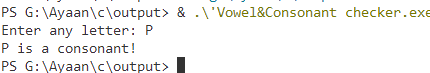 PS G:\Ayaan\c\output> & .\'Vowel&Consonant checker.exe
Enter any letter: P
P is a consonant!
PS G:\Ayaan\c\output>